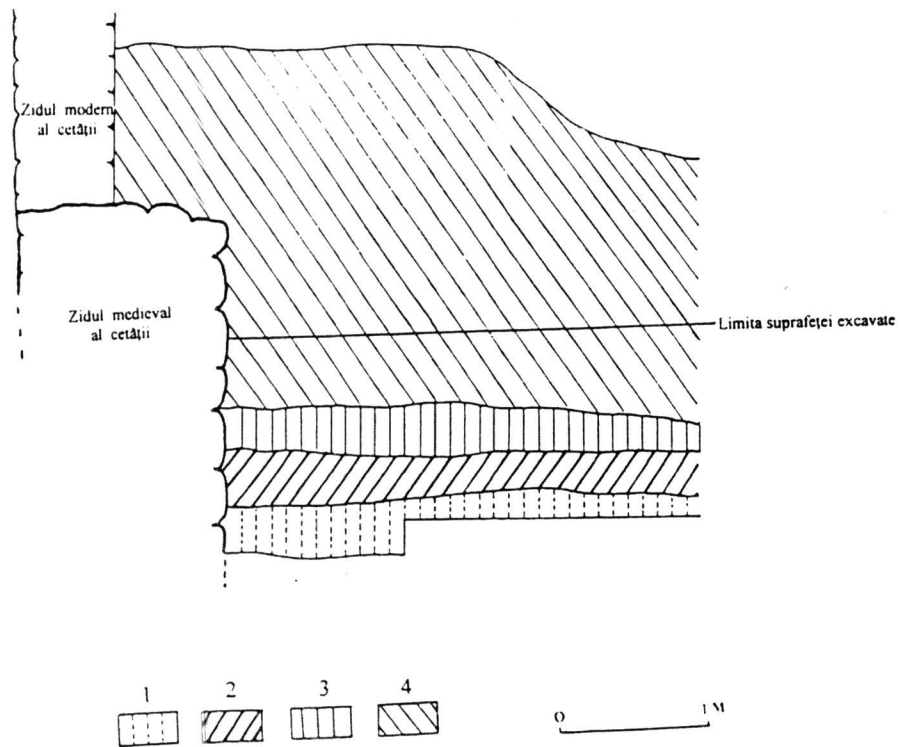 Zidul modern
al cetății
Zidul medieval
al cetății
Limita suprafeței excavate
1 2 3 4
0 1 M